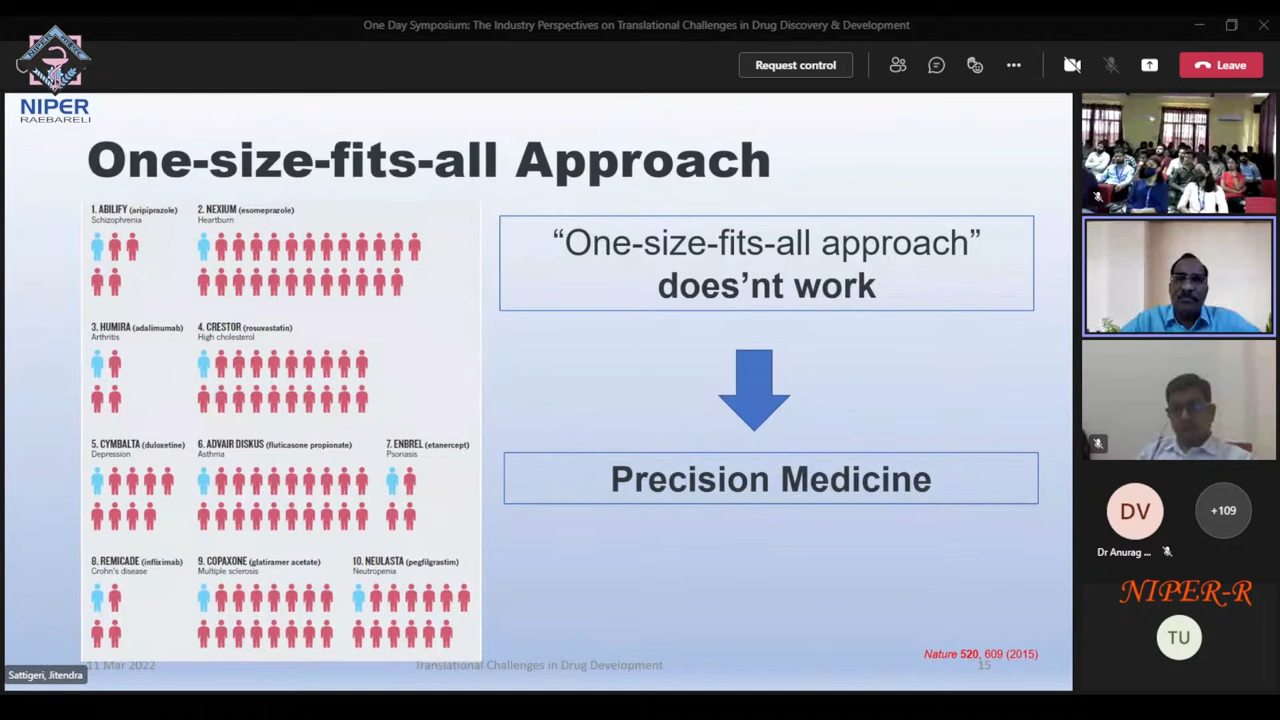 One Day Symposium: The Industry Perspectives on Translational Challenges in Drug Discovery & Development
Request control
Leave
NIPER
RAEBARELI
One-size-fits-all Approach
1. ABILIFY (aripiprazole)
Schizophrenia
2. NEXIUM (esomeprazole)
Heartburn
3. HUMIRA (adalimumab)
Arthritis
4. CRESTOR (rosuvastatin)
High cholesterol
5. CYMBALTA (duloxetine)
Depression
6. ADVAIR DISKUS (fluticasone propionate)
Asthma
7. ENBREL (etanercept)
Psoriasis
8. REMICADE (infliximab)
Crohn's disease
9. COPAXONE (glatiramer acetate)
Multiple sclerosis
10. NEULASTA (pegfilgrastim)
Neutropenia
“One-size-fits-all approach”
does’nt work
Precision Medicine
Nature 520, 609 (2015)
11 Mar 2022
Translational Challenges in Drug Development
15
Sattigeri, Jitendra
DV
+109
Dr Anurag ...
NIPER-R
TU